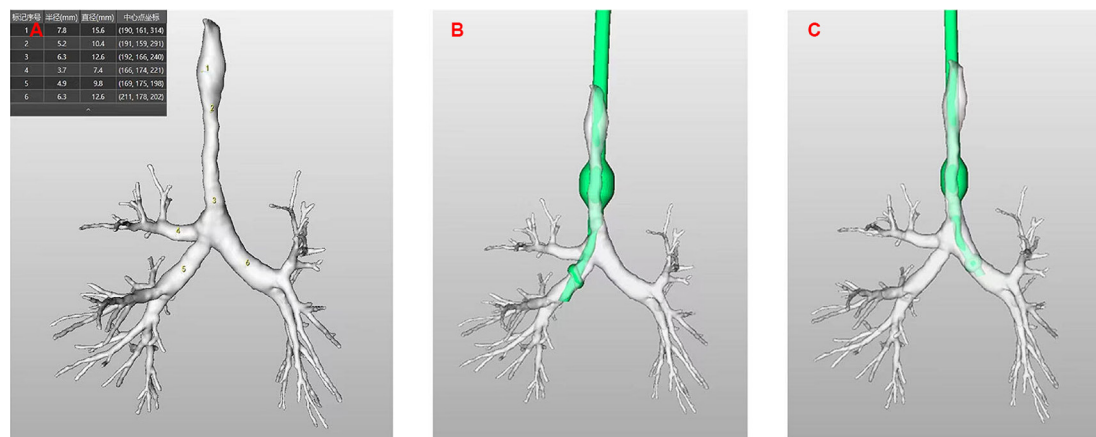 A
标记序号 半径(mm) 直径(mm) 中心点坐标
1 7.8 15.6 (190, 161, 314)
2 5.2 10.4 (191, 159, 291)
3 6.3 12.6 (192, 166, 240)
4 3.7 7.4 (166, 174, 221)
5 4.9 9.8 (169, 175, 198)
6 6.3 12.6 (211, 178, 202)
1
2
3
4
5
6
B
C